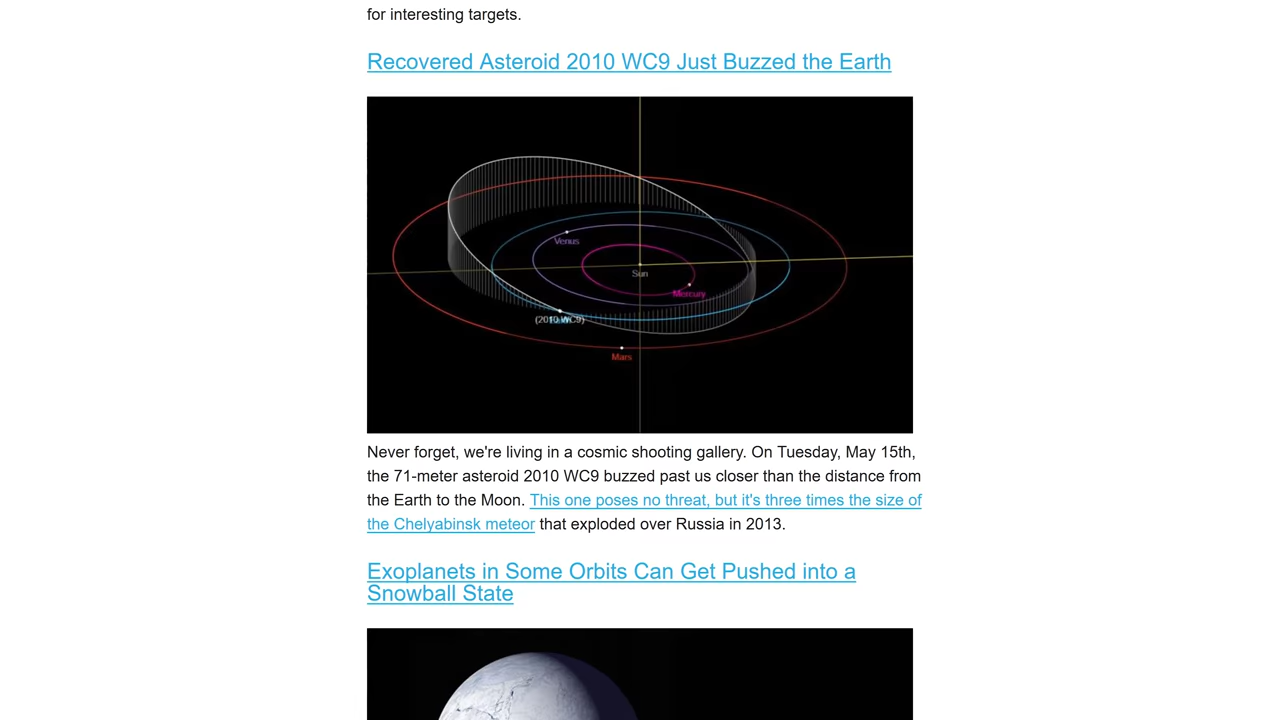 for interesting targets.
Recovered Asteroid 2010 WC9 Just Buzzed the Earth
Venus
Sun
Mercury
(2010 WC9)
Mars
Never forget, we're living in a cosmic shooting gallery. On Tuesday, May 15th,
the 71-meter asteroid 2010 WC9 buzzed past us closer than the distance from
the Earth to the Moon. This one poses no threat, but it's three times the size of
the Chelyabinsk meteor that exploded over Russia in 2013.
Exoplanets in Some Orbits Can Get Pushed into a
Snowball State